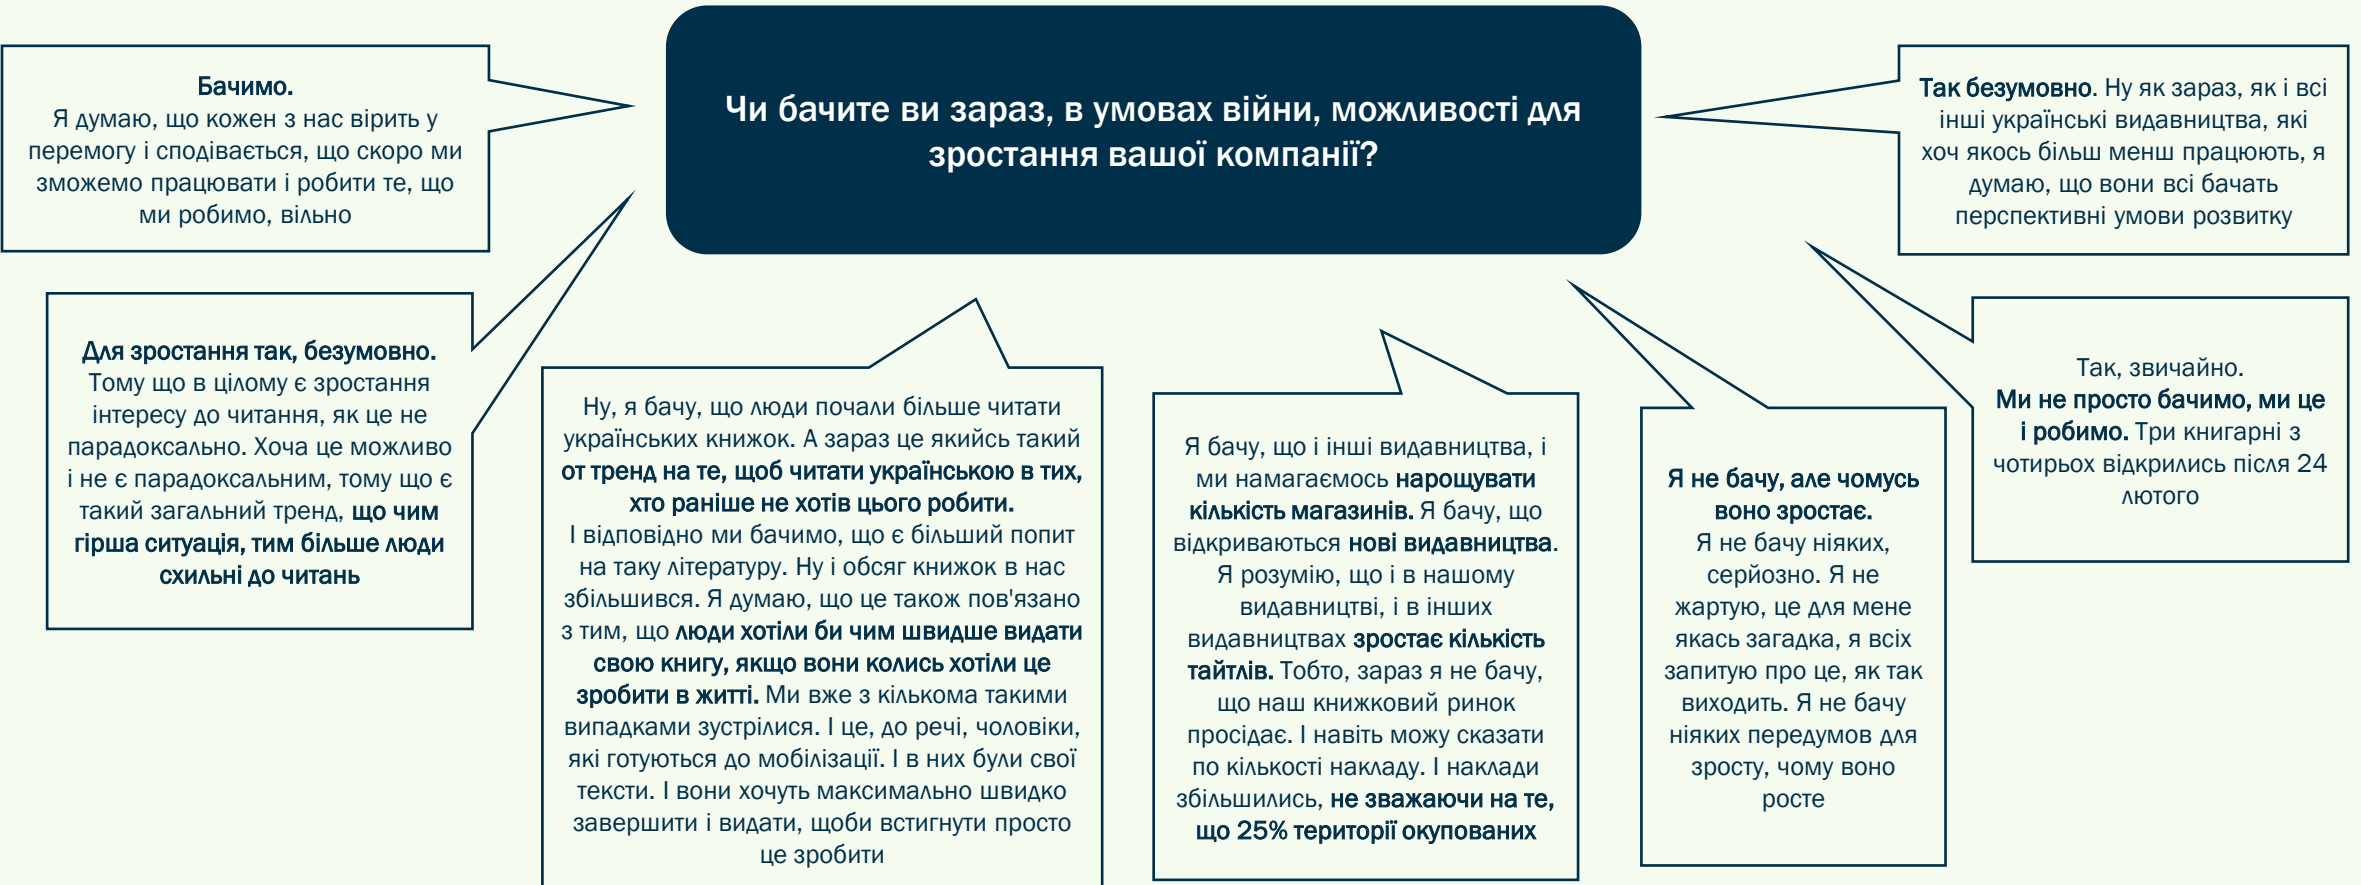 Чи бачите ви зараз, в умовах війни, можливості для
зростання вашої компанії?
Бачимо.
Я думаю, що кожен з нас вірить у
перемогу і сподівається, що скоро ми
зможемо працювати і робити те, що
ми робимо, вільно
Для зростання так, безумовно.
Тому що в цілому є зростання
інтересу до читання, як це не
парадоксально. Хоча це можливо
і не є парадоксальним, тому що є
такий загальний тренд, що чим
гірша ситуація, тим більше люди
схильні до читань
Ну, я бачу, що люди почали більше читати
українських книжок. А зараз це якийсь такий
от тренд на те, щоб читати українською в тих,
хто раніше не хотів цього робити.
І відповідно ми бачимо, що є більший попит
на таку літературу. Ну і обсяг книжок в нас
збільшився. Я думаю, що це також пов'язано
з тим, що люди хотіли би чим швидше видати
свою книгу, якщо вони колись хотіли це
зробити в житті. Ми вже з кількома такими
випадками зустрілися. І це, до речі, чоловіки,
які готуються до мобілізації. І в них були свої
тексти. І вони хочуть максимально швидко
завершити і видати, щоби встигнути просто
це зробити
Я бачу, що і інші видавництва, і
ми намагаємось нарощувати
кількість магазинів. Я бачу, що
відкриваються нові видавництва.
Я розумію, що і в нашому
видавництві, і в інших
видавництвах зростає кількість
тайтлів. Тобто, зараз я не бачу,
що наш книжковий ринок
просідає. І навіть можу сказати
по кількості накладу. І наклади
збільшились, не зважаючи на те,
що 25% території окупованих
Я не бачу, але чомусь
воно зростає.
Я не бачу ніяких,
серйозно. Я не
жартую, це для мене
якась загадка, я всіх
запитую про це, як так
виходить. Я не бачу
ніяких передумов для
зросту, чому воно
росте
Так безумовно. Ну як зараз, як і всі
інші українські видавництва, які
хоч якось більш менш працюють, я
думаю, що вони всі бачать
перспективні умови розвитку
Так, звичайно.
Ми не просто бачимо, ми це
і робимо. Три книгарні з
чотирьох відкрились після 24
лютого